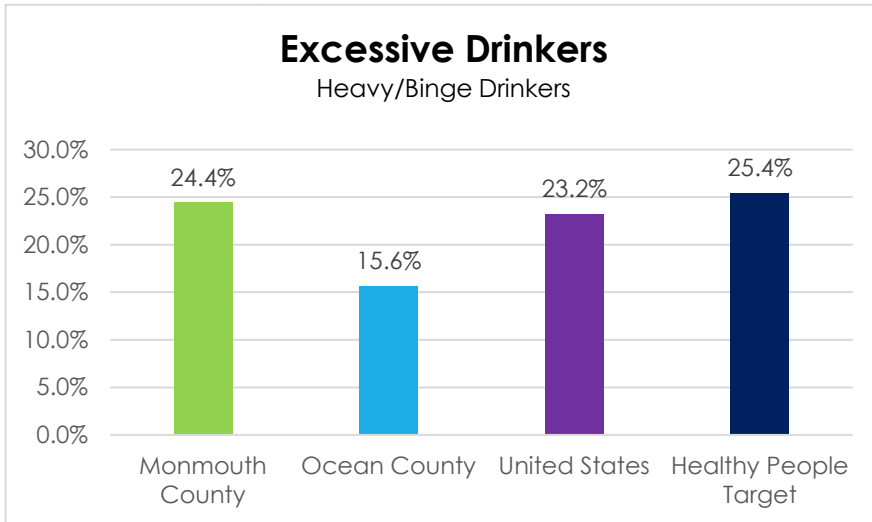 Excessive Drinkers
Heavy/Binge Drinkers
30.0%
25.0%
20.0%
15.0%
10.0%
5.0%
0.0%
24.4%
15.6%
23.2%
25.4%
Monmouth
County
Ocean County
United States
Healthy People
Target